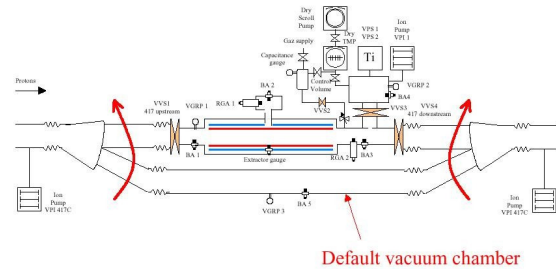 Dry
Scroll
Pump
Gaz supply
Dry
TMP
VPS 1
VPS 2
Ion
Pump
VPI 1
Capacitance
gauge
Ti
Control
Volume
VGRP 2
BA4
Protons
VVS1
417 upstream
VGRP 1
RGA 1
BA 2
VVS2
VVS3
VVS4
417 downstream
BA 1
Extractor gauge
RGA 2
BA3
Ion
Pump
VPI 417C
VGRP 3
BA 5
Ion
Pump
VPI 417C
Default vacuum chamber